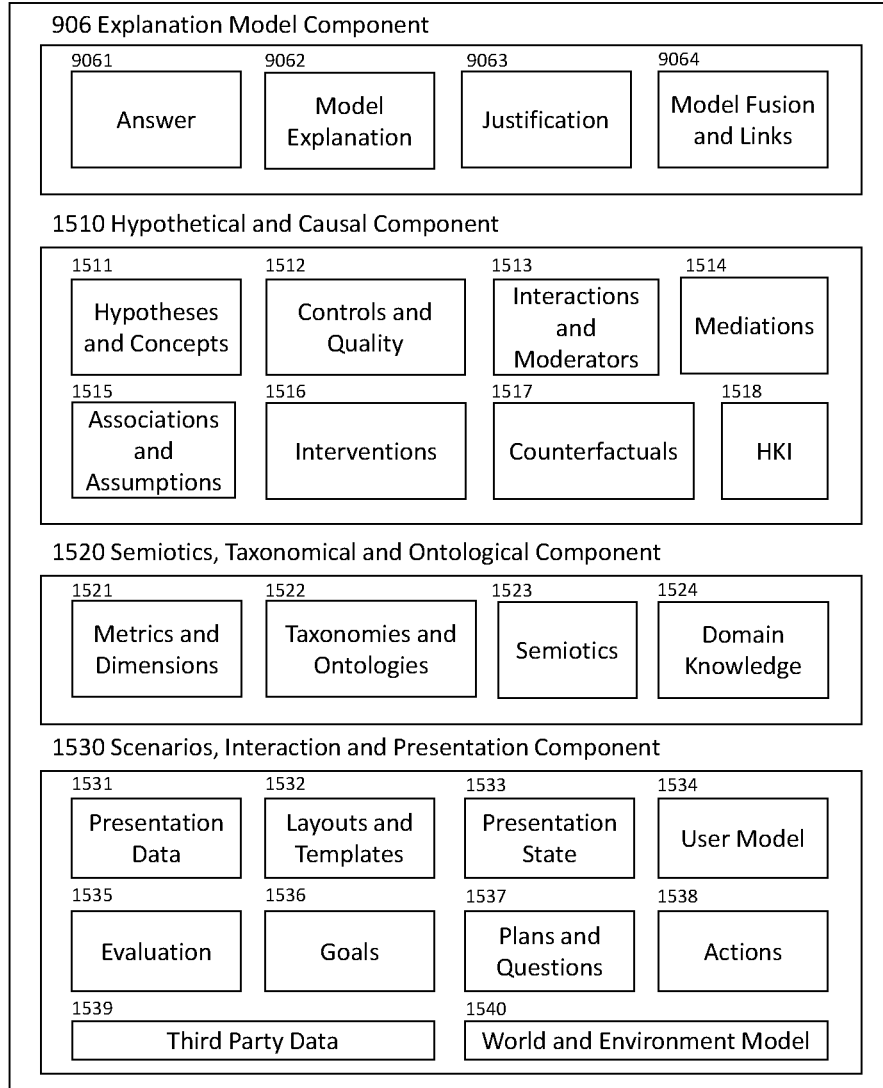 906 Explanation Model Component
9061
9062
9063
9064
Answer
Model
Explanation
Justification
Model Fusion
and Links
1510 Hypothetical and Causal Component
1511
1512
1513
1514
Hypotheses
and Concepts
Controls and
Quality
Interactions
and
Moderators
Mediations
1515
1516
1517
1518
Associations
and
Assumptions
Interventions
Counterfactuals
HKI
1520 Semiotics, Taxonomical and Ontological Component
1521
1522
1523
1524
Metrics and
Dimensions
Taxonomies and
Ontologies
Semiotics
Domain
Knowledge
1530 Scenarios, Interaction and Presentation Component
1531
1532
1533
1534
Presentation
Data
Layouts and
Templates
Presentation
State
User Model
1535
1536
1537
1538
Evaluation
Goals
Plans and
Questions
Actions
1539
1540
Third Party Data
World and Environment Model